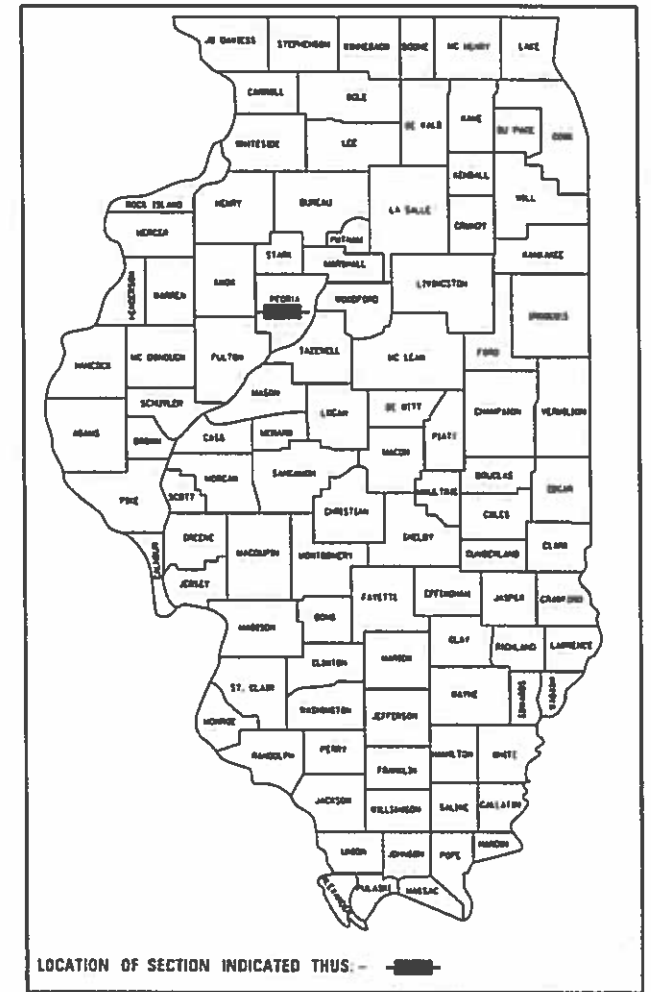 JO DAVIESS STEPHENSON WINNEBAGO BOONE MC HENRY LAKE
CARROLL OGLE DE KALB KANE DU PAGE COOK
WHITESIDE LEE KENDALL WILL
ROCK ISLAND HENRY BUREAU LA SALLE GRUNDY
MERCER STARK PUTNAM MARSHALL KANKAKEE
HENDERSON WARREN KNOX PEORIA WOODFORD LIVINGSTON IROQUOIS
HANCOCK MC DONOUGH FULTON TAZEWELL MC LEAN FORD
SCHUYLER MASON LOGAN DE WITT CHAMPAIGN VERMILION
ADAMS BROWN CASS MENARD MACON PIATT
PIKE SCOTT MORGAN SANGAMON CHRISTIAN MOULTRIE DOUGLAS EDGAR
COLES
CALHOUN GREENE MACOUPIN MONTGOMERY SHELBY CUMBERLAND CLARK
JERSEY FAYETTE EFFINGHAM JASPER CRAWFORD
MADISON BOND CLAY RICHLAND LAWRENCE
CLINTON MARION
ST. CLAIR WASHINGTON JEFFERSON WAYNE EDWARDS WABASH
MONROE
RANDOLPH PERRY FRANKLIN HAMILTON WHITE
JACKSON WILLIAMSON SALINE GALLATIN
UNION JOHNSON POPE HARDIN
ALEXANDER PULASKI MASSAC
LOCATION OF SECTION INDICATED THUS: -